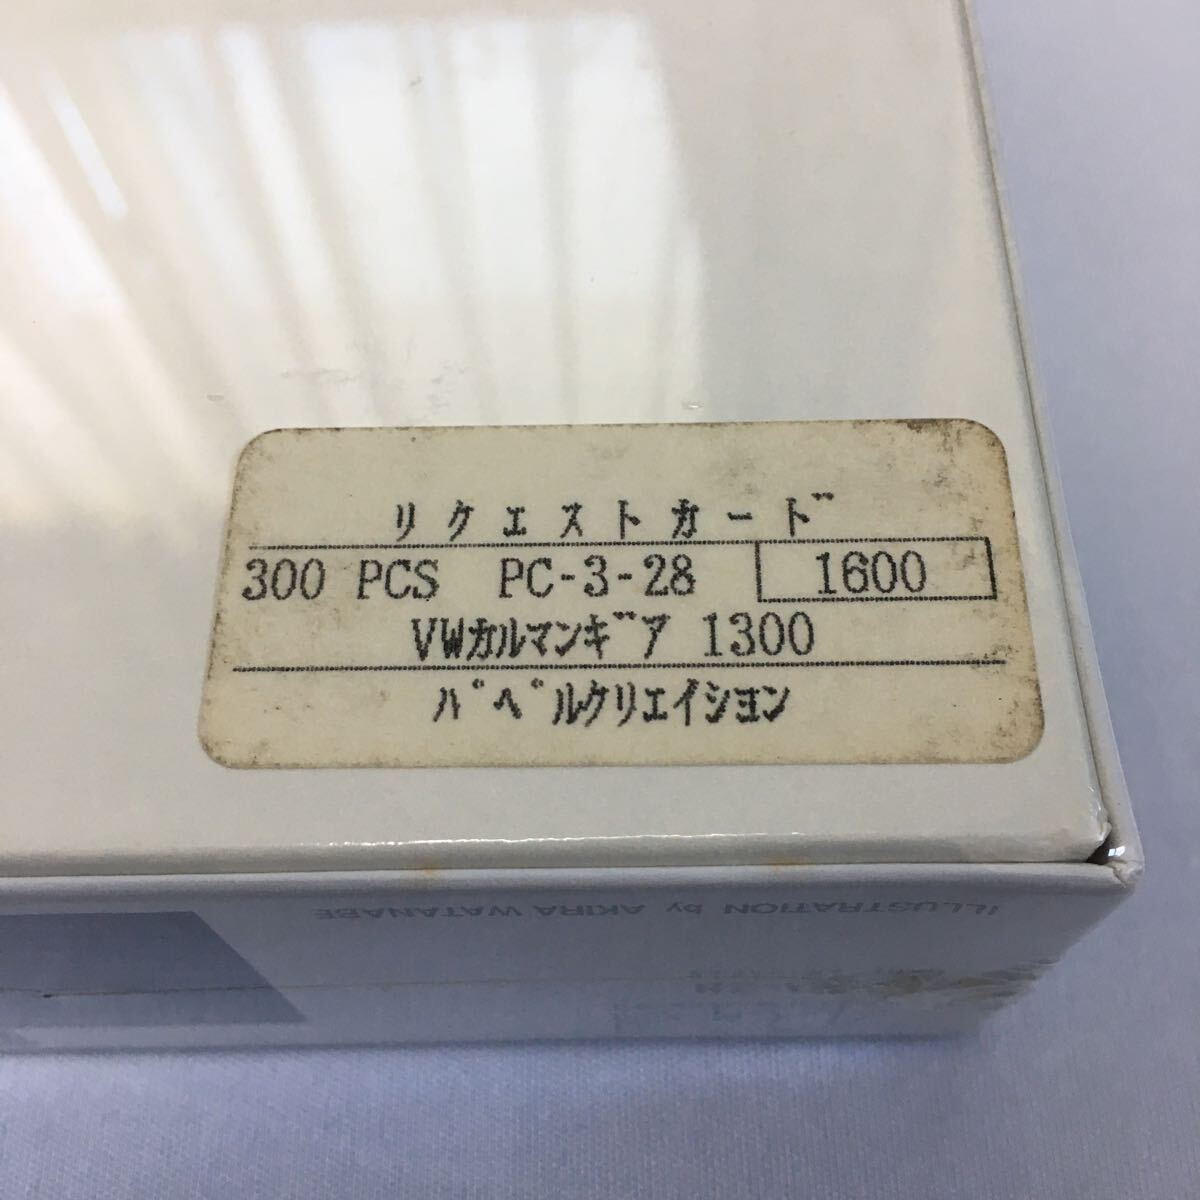 リクエストカード
300 PCS PC-3-28 1600
VWカルマンギア 1300
バベルクリエイション
ILLUSTRATION by AKIRA WATANABE